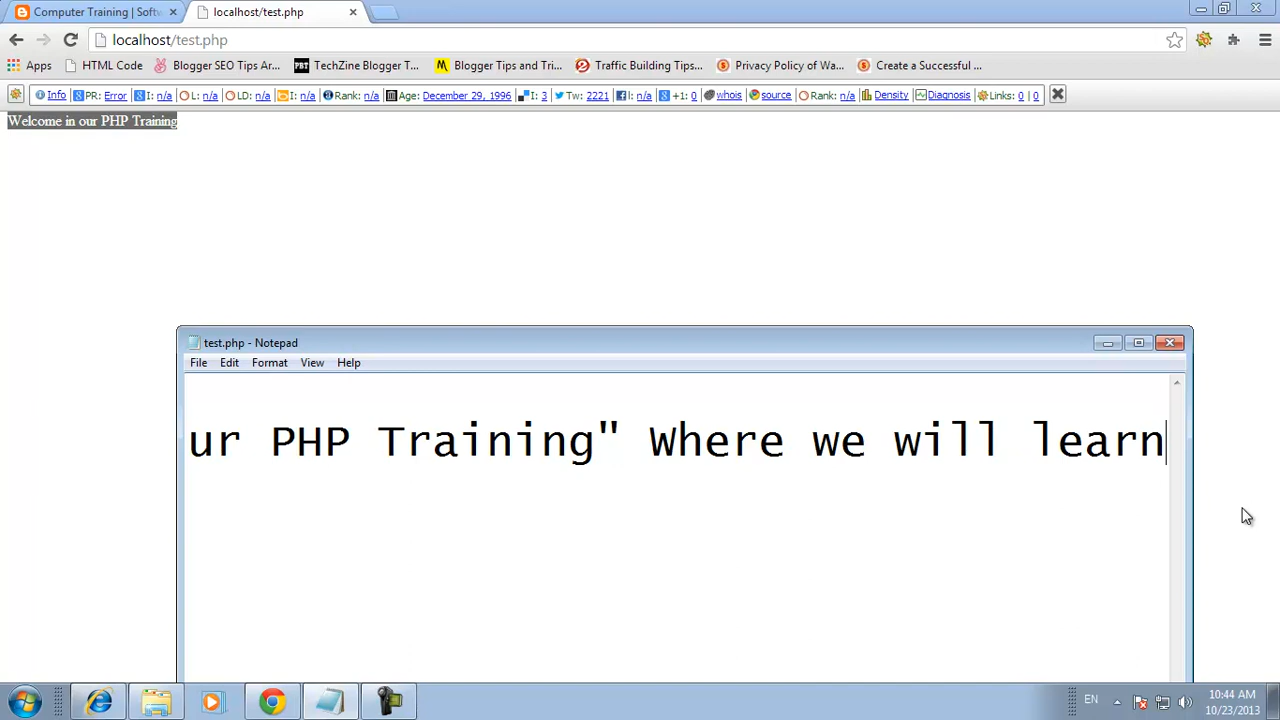 Computer Training | Softw
localhost/test.php
localhost/test.php
Apps HTML Code Blogger SEO Tips Ar... PBT TechZine Blogger T... Blogger Tips and Tri... Traffic Building Tips... Privacy Policy of Wa... Create a Successful ...
Info PR: Error I: n/a L: n/a LD: n/a I: n/a Rank: n/a Age: December 29, 1996 I: 3 Tw: 2221 I: n/a +1: 0 whois source Rank: n/a Density Diagnosis Links: 0 | 0
Welcome in our PHP Training
test.php - Notepad
File Edit Format View Help
ur PHP Training" Where we will learn
EN
10:44 AM
10/23/2013